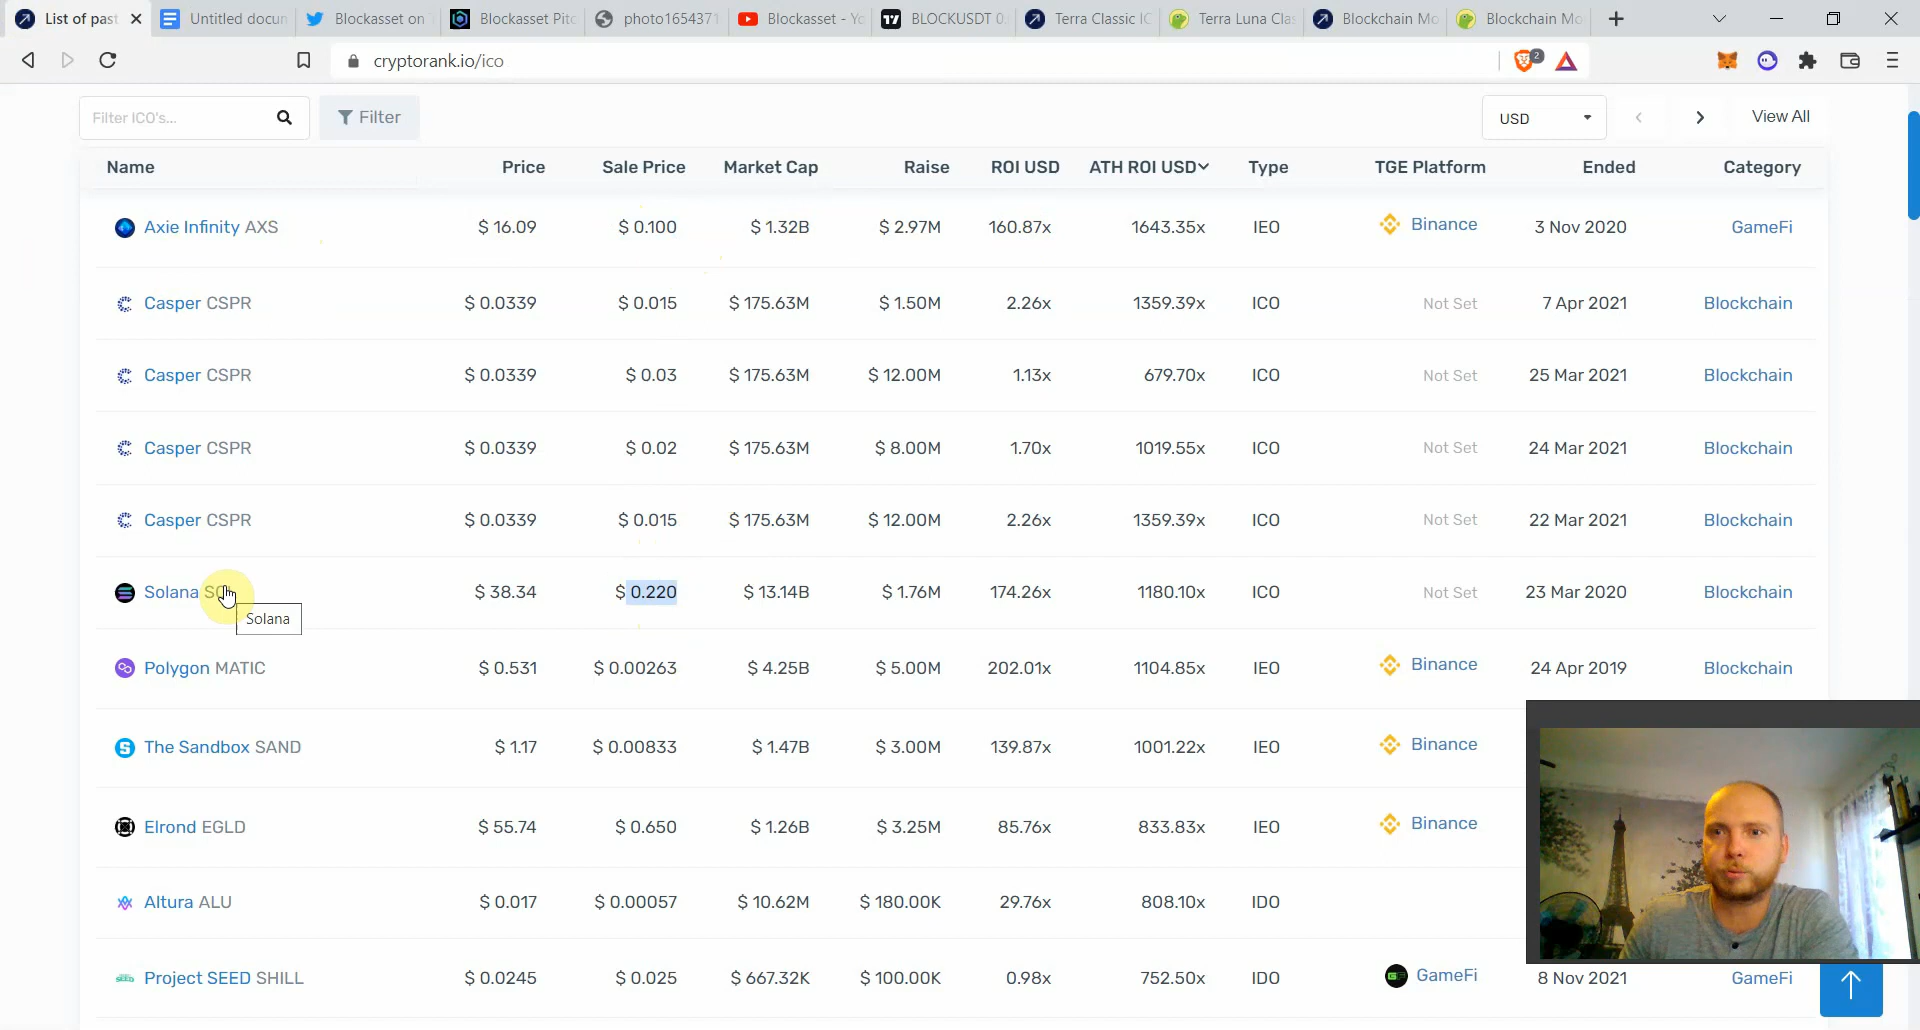 List of past
Untitled docun
Blockasset on
Blockasset Pitc
photo1654371
Blockasset - Yo
BLOCKUSDT 0.
Terra Classic IC
Terra Luna Cla
Blockchain Mo
Blockchain Mo
cryptorank.io/ico
2
Filter ICO's...
Filter
USD
View All
Name Price Sale Price Market Cap Raise ROI USD ATH ROI USD Type TGE Platform Ended Category
Axie Infinity AXS $ 16.09 $ 0.100 $ 1.32B $ 2.97M 160.87x 1643.35x IEO Binance 3 Nov 2020 GameFi
Casper CSPR $ 0.0339 $ 0.015 $ 175.63M $ 1.50M 2.26x 1359.39x ICO Not Set 7 Apr 2021 Blockchain
Casper CSPR $ 0.0339 $ 0.03 $ 175.63M $ 12.00M 1.13x 679.70x ICO Not Set 25 Mar 2021 Blockchain
Casper CSPR $ 0.0339 $ 0.02 $ 175.63M $ 8.00M 1.70x 1019.55x ICO Not Set 24 Mar 2021 Blockchain
Casper CSPR $ 0.0339 $ 0.015 $ 175.63M $ 12.00M 2.26x 1359.39x ICO Not Set 22 Mar 2021 Blockchain
Solana $ 38.34 $ 0.220 $ 13.14B $ 1.76M 174.26x 1180.10x ICO Not Set 23 Mar 2020 Blockchain
Solana
Polygon MATIC $ 0.531 $ 0.00263 $ 4.25B $ 5.00M 202.01x 1104.85x IEO Binance 24 Apr 2019 Blockchain
The Sandbox SAND $ 1.17 $ 0.00833 $ 1.47B $ 3.00M 139.87x 1001.22x IEO Binance
Elrond EGLD $ 55.74 $ 0.650 $ 1.26B $ 3.25M 85.76x 833.83x IEO Binance
Altura ALU $ 0.017 $ 0.00057 $ 10.62M $ 180.00K 29.76x 808.10x IDO
Project SEED SHILL $ 0.0245 $ 0.025 $ 667.32K $ 100.00K 0.98x 752.50x IDO GameFi 8 Nov 2021 GameFi